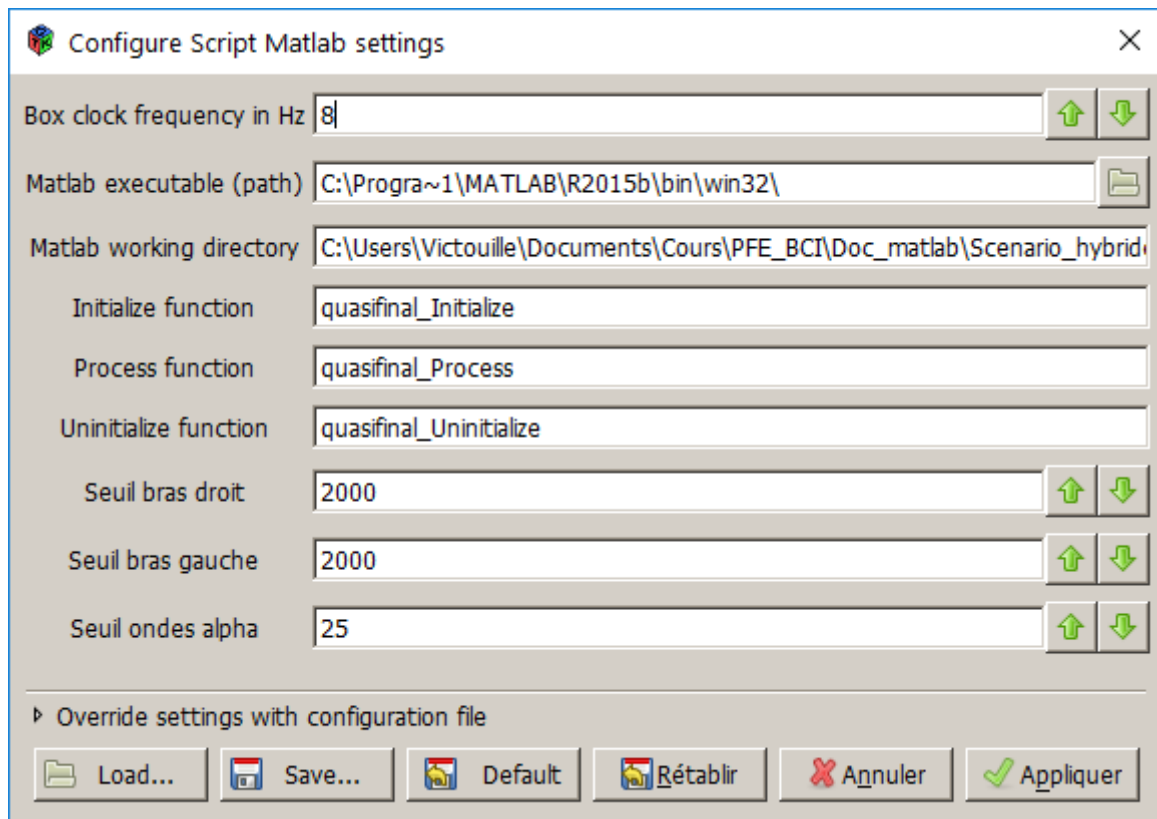 Configure Script Matlab settings
Box clock frequency in Hz 8
Matlab executable (path) C:\Progra~1\MATLAB\R2015b\bin\win32\
Matlab working directory C:\Users\Victouille\Documents\Cours\PFE_BCI\Doc_matlab\Scenario_hybride
Initialize function quasifinal_Initialize
Process function quasifinal_Process
Uninitialize function quasifinal_Uninitialize
Seuil bras droit 2000
Seuil bras gauche 2000
Seuil ondes alpha 25
Override settings with configuration file
Load... Save... Default Rétablir Annuler Appliquer